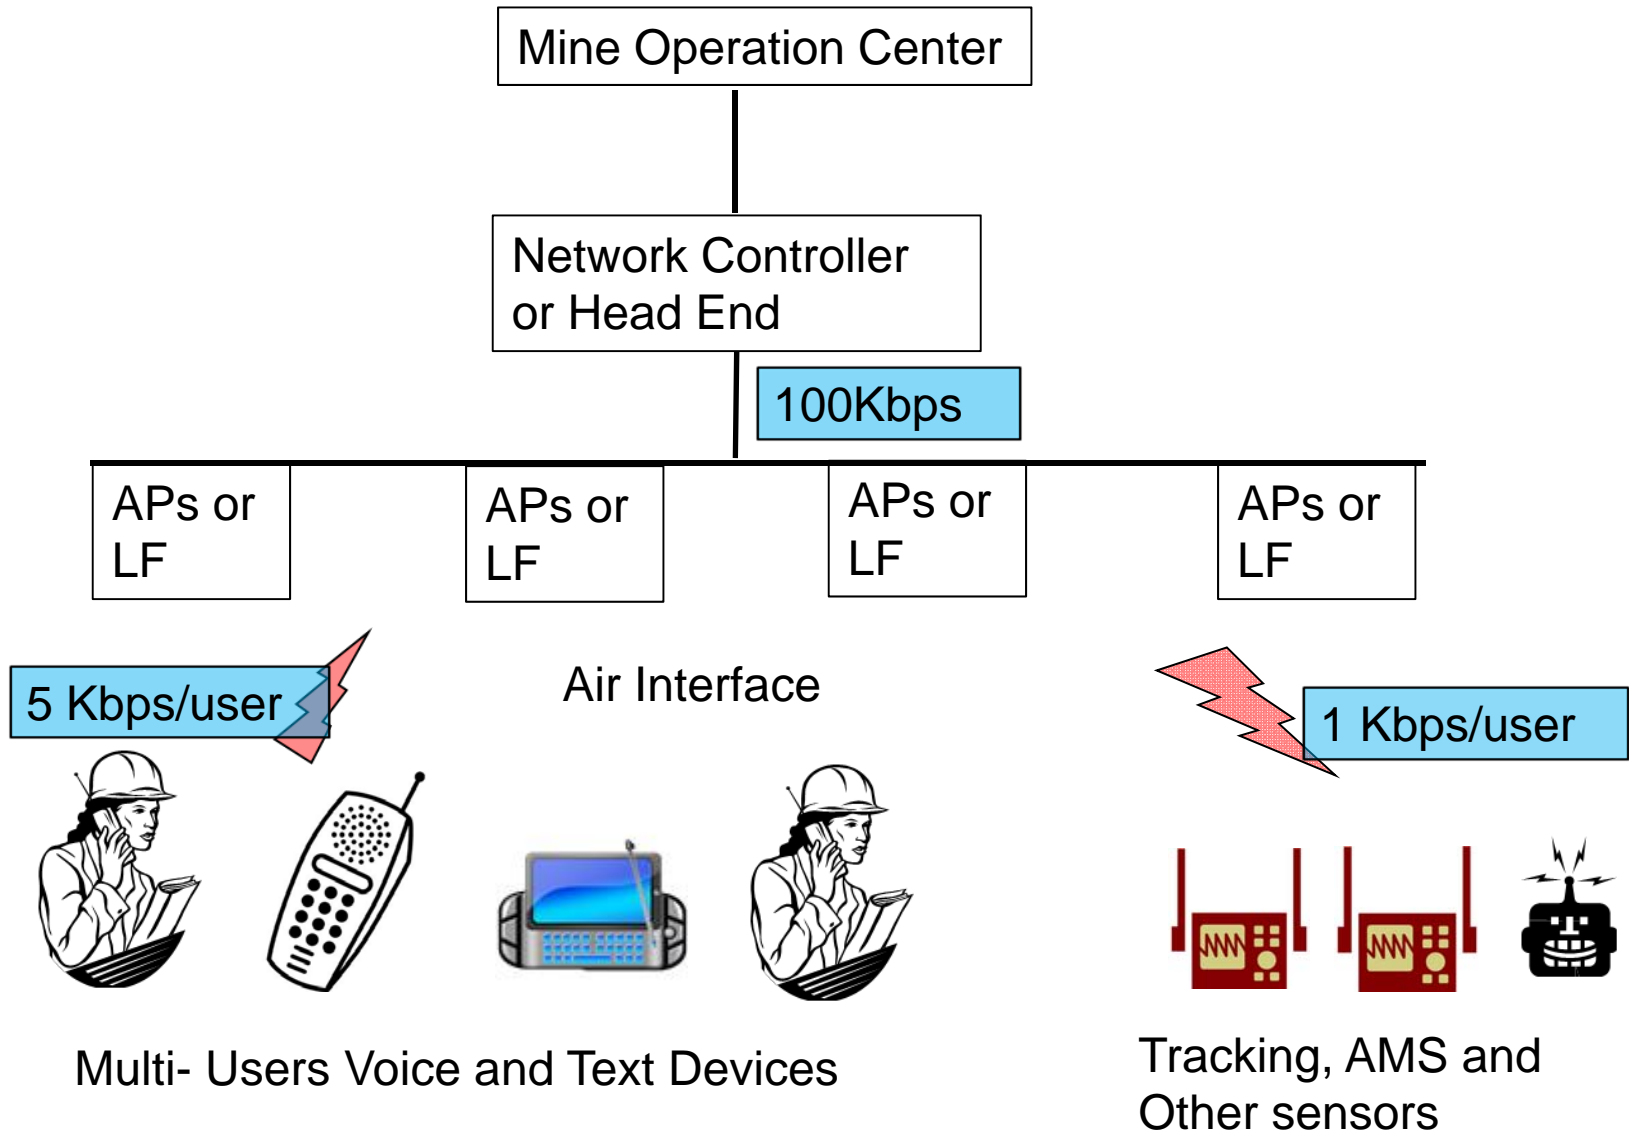 Mine Operation Center
Network Controller
or Head End
100Kbps
APs or
LF
APs or
LF
APs or
LF
APs or
LF
5 Kbps/user
Air Interface
1 Kbps/user
Multi- Users Voice and Text Devices
Tracking, AMS and
Other sensors